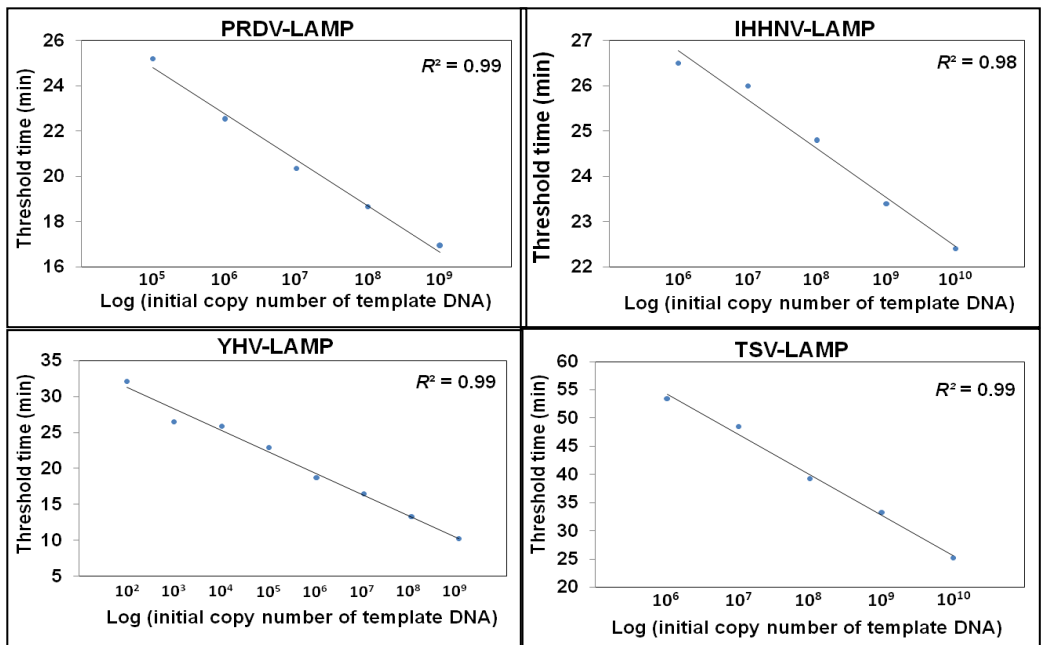 PRDV-LAMP
R² = 0.99
Threshold time (min)
26
24
22
20
18
16
10⁵ 10⁶ 10⁷ 10⁸ 10⁹
Log (initial copy number of template DNA)
IHHNV-LAMP
R² = 0.98
Threshold time (min)
27
26
25
24
23
22
10⁶ 10⁷ 10⁸ 10⁹ 10¹⁰
Log (initial copy number of template DNA)
YHV-LAMP
R² = 0.99
Threshold time (min)
35
30
25
20
15
10
5
10² 10³ 10⁴ 10⁵ 10⁶ 10⁷ 10⁸ 10⁹
Log (initial copy number of template DNA)
TSV-LAMP
R² = 0.99
Threshold time (min)
60
55
50
45
40
35
30
25
20
10⁶ 10⁷ 10⁸ 10⁹ 10¹⁰
Log (initial copy number of template DNA)